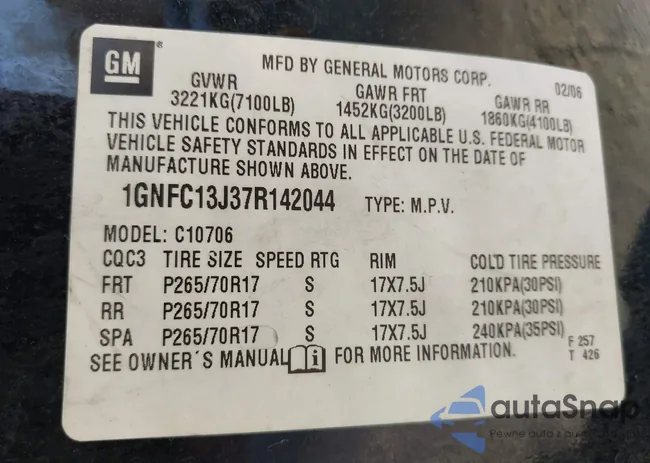 GM
MFD BY GENERAL MOTORS CORP. 02/06
GVWR GAWR FRT GAWR RR
3221KG(7100LB) 1452KG(3200LB) 1860KG(4100LB)
THIS VEHICLE CONFORMS TO ALL APPLICABLE U.S. FEDERAL MOTOR
VEHICLE SAFETY STANDARDS IN EFFECT ON THE DATE OF
MANUFACTURE SHOWN ABOVE.
1GNFC13J37R142044 TYPE: M.P.V.
MODEL: C10706
CQC3 TIRE SIZE SPEED RTG RIM COLD TIRE PRESSURE
FRT P265/70R17 S 17X7.5J 210KPA(30PSI)
RR P265/70R17 S 17X7.5J 210KPA(30PSI)
SPA P265/70R17 S 17X7.5J 240KPA(35PSI)
F 257
T 426
SEE OWNER´S MANUAL i FOR MORE INFORMATION.
autoSnap
Pewne auto z